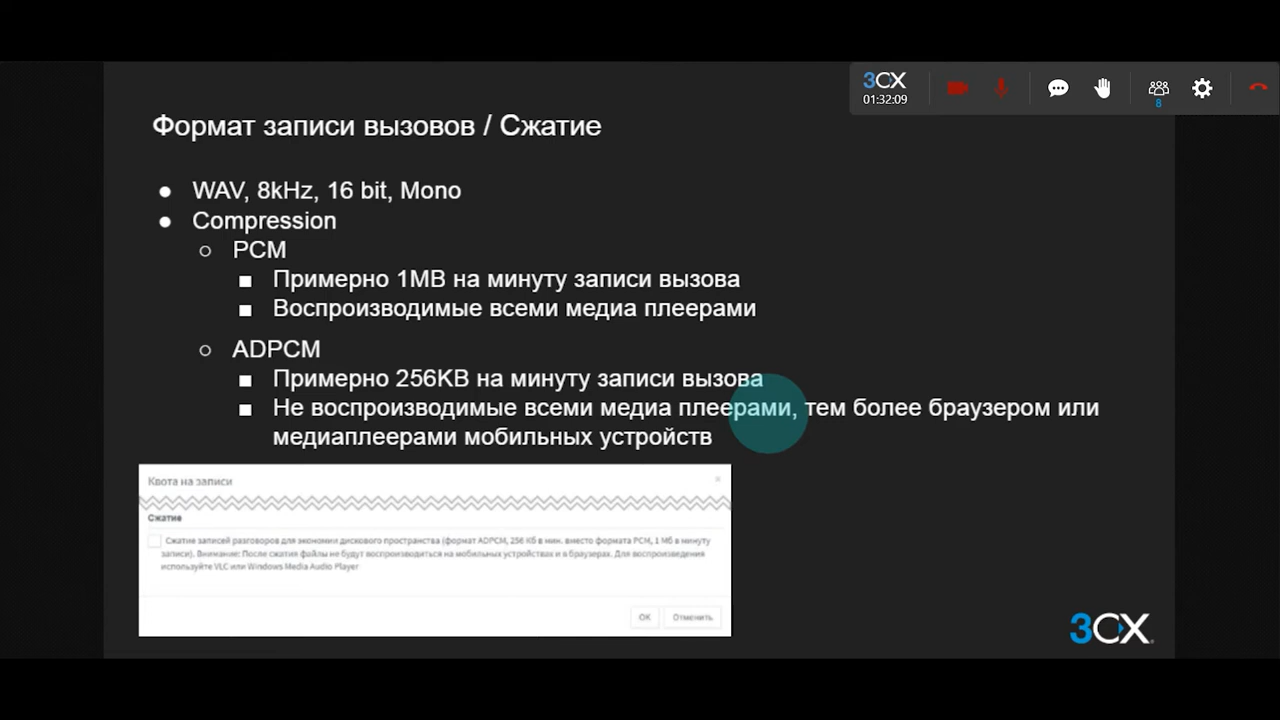 3CX
01:32:09
8
Формат записи вызовов / Сжатие
WAV, 8kHz, 16 bit, Mono
Compression
PCM
Примерно 1MB на минуту записи вызова
Воспроизводимые всеми медиа плеерами
ADPCM
Примерно 256KB на минуту записи вызова
Не воспроизводимые всеми медиа плеерами, тем более браузером или
медиаплеерами мобильных устройств
Квота на записи
Сжатие
Сжатие записей разговоров для экономии дискового пространства (формат ADPCM, 256 Кб в мин. вместо формата PCM, 1 Мб в минуту
записи). Внимание: После сжатия файлы не будут воспроизводиться на мобильных устройствах и в браузерах. Для воспроизведения
используйте VLC или Windows Media Audio Player
OK
Отменить
3CX